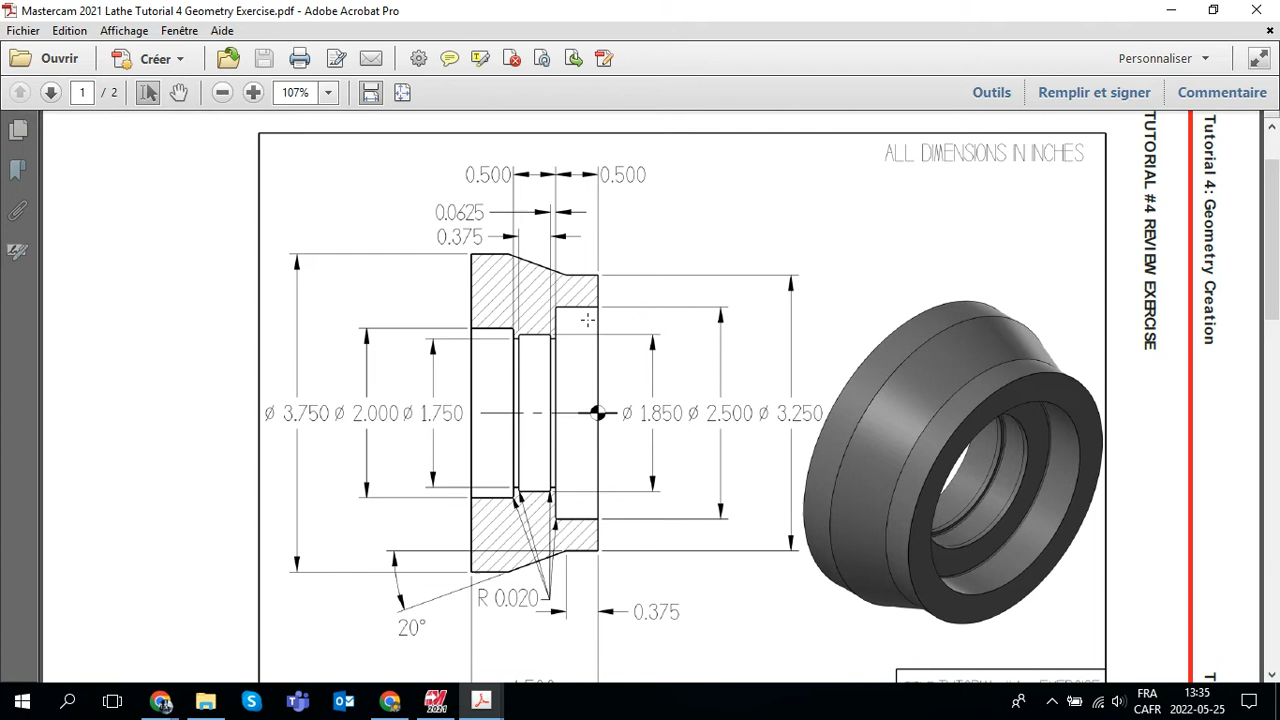 Mastercam 2021 Lathe Tutorial 4 Geometry Exercise.pdf - Adobe Acrobat Pro
Fichier Edition Affichage Fenêtre Aide
Ouvrir Créer Personnaliser
1 / 2 107% Outils Remplir et signer Commentaire
ALL DIMENSIONS IN INCHES
0.500 0.500
0.0625
0.375
Ø 3.750 Ø 2.000 Ø 1.750 Ø 1.850 Ø 2.500 Ø 3.250
R 0.020
0.375
20°
TUTORIAL #4 REVIEW EXERCISE
Tutorial 4: Geometry Creation
FRA 13:35
CAFR 2022-05-25